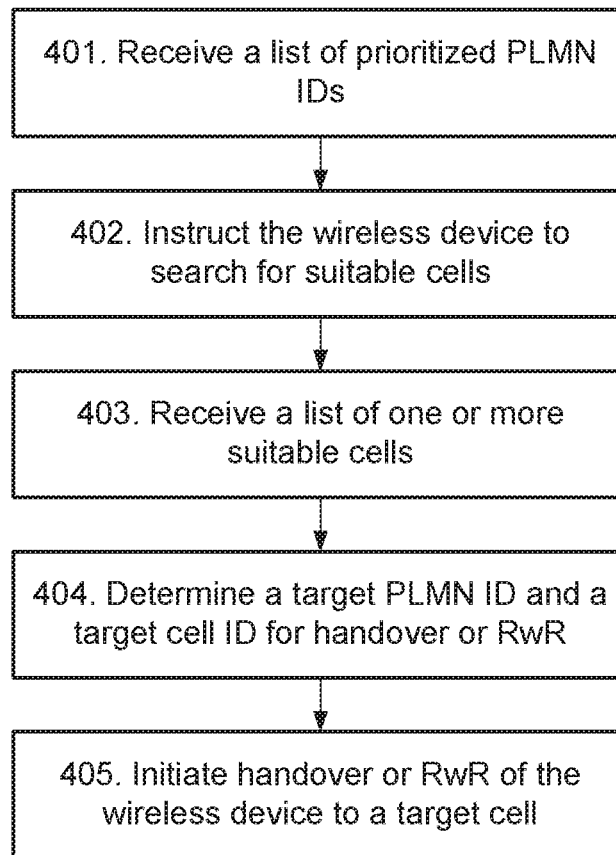 401. Receive a list of prioritized PLMN
IDs
402. Instruct the wireless device to
search for suitable cells
403. Receive a list of one or more
suitable cells
404. Determine a target PLMN ID and a
target cell ID for handover or RwR
405. Initiate handover or RwR of the
wireless device to a target cell